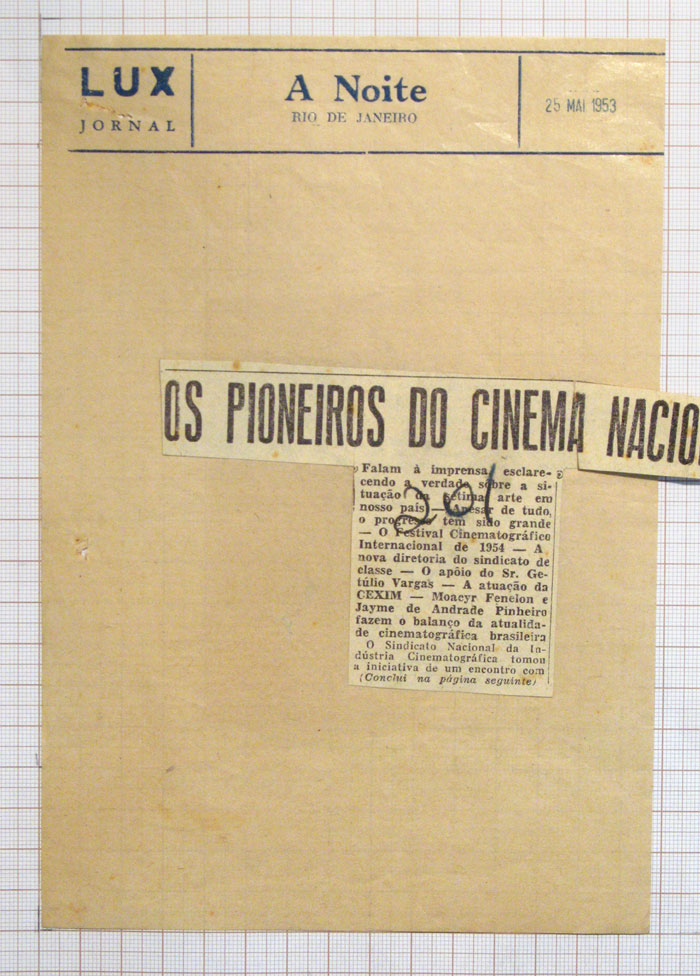 LUX
JORNAL
A Noite
RIO DE JANEIRO
25 MAI 1953
OS PIONEIROS DO CINEMA NACIO
Falam à imprensa, esclare-
cendo a verdade sobre a si-
tuação da sétima arte em
nosso país — Apesar de tudo,
o progresso tem sido grande
— O Festival Cinematográfico
Internacional de 1954 — A
nova diretoria do sindicato de
classe — O apôio do Sr. Ge-
túlio Vargas — A atuação da
CEXIM — Moacyr Fenelon e
Jayme de Andrade Pinheiro
fazem o balanço da atualida-
de cinematográfica brasileira
O Sindicato Nacional da In-
dústria Cinematográfica tomou
a iniciativa de um encontro com
(Conclui na página seguinte)
201